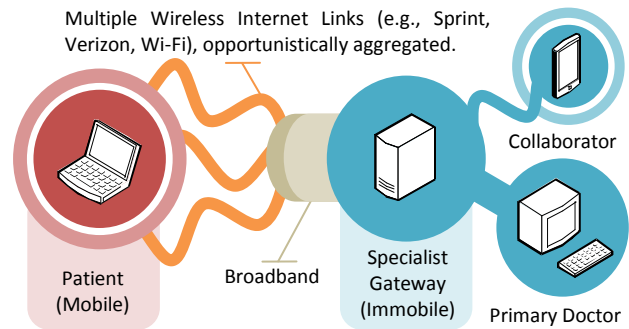 Multiple Wireless Internet Links (e.g., Sprint,
Verizon, Wi-Fi), opportunistically aggregated.
Collaborator
Patient
(Mobile)
Broadband
Specialist
Gateway
(Immobile)
Primary Doctor